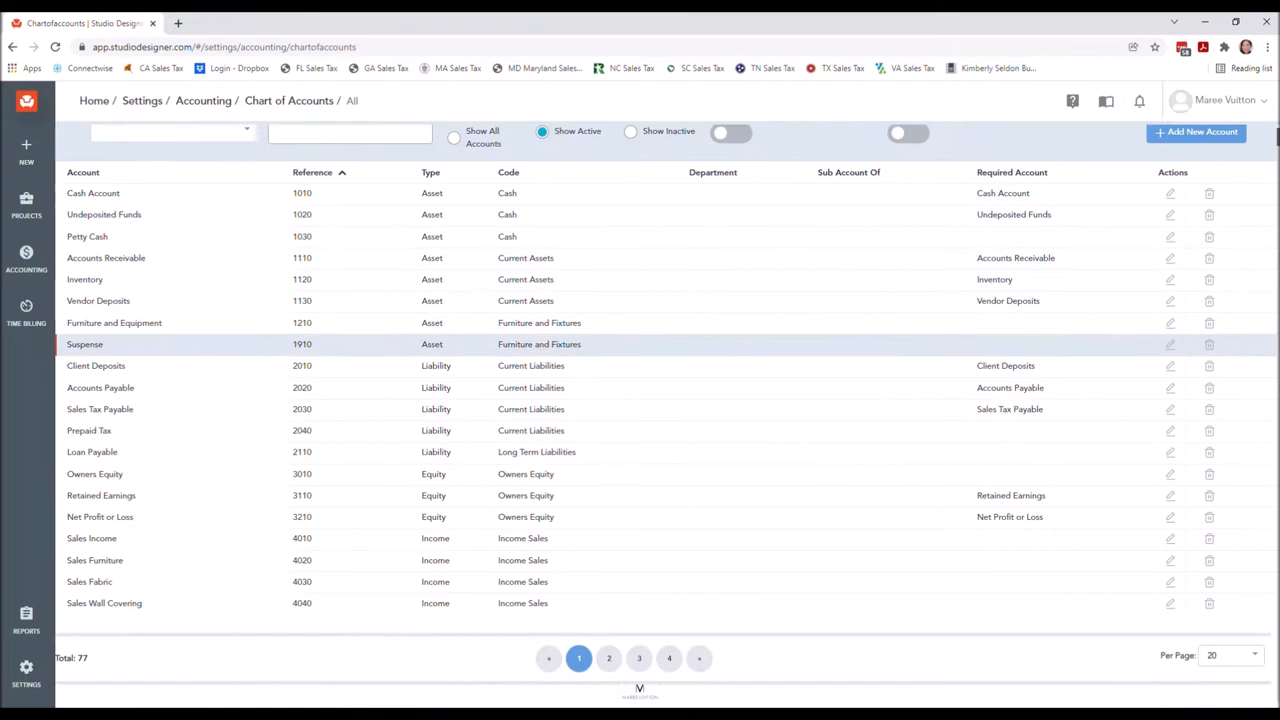 Chartofaccounts | Studio Design
app.studiodesigner.com/#/settings/accounting/chartofaccounts
58
Apps Connectwise CA Sales Tax Login - Dropbox FL Sales Tax GA Sales Tax MA Sales Tax MD Maryland Sales... NC Sales Tax SC Sales Tax TN Sales Tax TX Sales Tax VA Sales Tax Kimberly Seldon Bu... Reading list
Home / Settings / Accounting / Chart of Accounts / All
Maree Vuitton
NEW
PROJECTS
ACCOUNTING
TIME BILLING
REPORTS
SETTINGS
Show All Accounts Show Active Show Inactive + Add New Account
Account Reference Type Code Department Sub Account Of Required Account Actions
Cash Account 1010 Asset Cash Cash Account
Undeposited Funds 1020 Asset Cash Undeposited Funds
Petty Cash 1030 Asset Cash
Accounts Receivable 1110 Asset Current Assets Accounts Receivable
Inventory 1120 Asset Current Assets Inventory
Vendor Deposits 1130 Asset Current Assets Vendor Deposits
Furniture and Equipment 1210 Asset Furniture and Fixtures
Suspense 1910 Asset Furniture and Fixtures
Client Deposits 2010 Liability Current Liabilities Client Deposits
Accounts Payable 2020 Liability Current Liabilities Accounts Payable
Sales Tax Payable 2030 Liability Current Liabilities Sales Tax Payable
Prepaid Tax 2040 Liability Current Liabilities
Loan Payable 2110 Liability Long Term Liabilities
Owners Equity 3010 Equity Owners Equity
Retained Earnings 3110 Equity Owners Equity Retained Earnings
Net Profit or Loss 3210 Equity Owners Equity Net Profit or Loss
Sales Income 4010 Income Income Sales
Sales Furniture 4020 Income Income Sales
Sales Fabric 4030 Income Income Sales
Sales Wall Covering 4040 Income Income Sales
Total: 77 « 1 2 3 4 » Per Page: 20
MAREE VUITTON